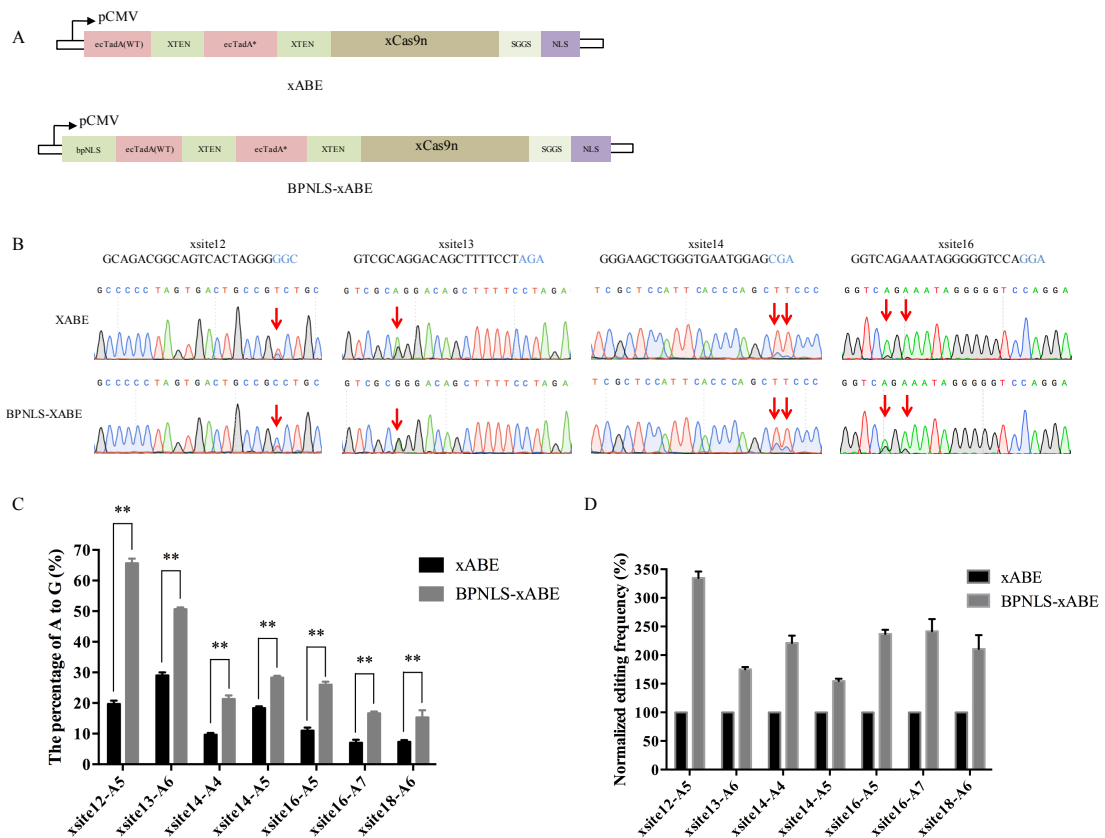 A
pCMV
ecTadA(WT) XTEN ecTadA* XTEN xCas9n SGGS NLS
xABE
pCMV
bpNLS ecTadA(WT) XTEN ecTadA* XTEN xCas9n SGGS NLS
BPNLS-xABE
B
xsite12 xsite13 xsite14 xsite16
GCAGACGGCAGTCACTAGGGGGC GTCGCAGGACAGCTTTTCCTAGA GGGAAGCTGGGTGAATGGAGCGA GGTCAGAAATAGGGGGTCCAGGA
GCCCCCTAGTGACTGCCGTCTGC GTCGCAGGACAGCTTTTCCTAGA TCGCTCCATTCACCCAGCTTCCC GGTCAGAAATAGGGGGTCCAGGA
XABE
GCCCCCTAGTGACTGCCGCCTGC GTCGCGGGACAGCTTTTCCTAGA TCGCTCCATTCACCCAGCTTCCC GGTCAGAAATAGGGGGTCCAGGA
BPNLS-XABE
C
The percentage of A to G (%)
70
60
50
40
30
20
10
0
** ** ** ** ** ** **
xABE
BPNLS-xABE
xsite12-A5 xsite13-A6 xsite14-A4 xsite14-A5 xsite16-A5 xsite16-A7 xsite18-A6
D
Normalized editing frequency (%)
350
300
250
200
150
100
50
0
xABE
BPNLS-xABE
xsite12-A5 xsite13-A6 xsite14-A4 xsite14-A5 xsite16-A5 xsite16-A7 xsite18-A6